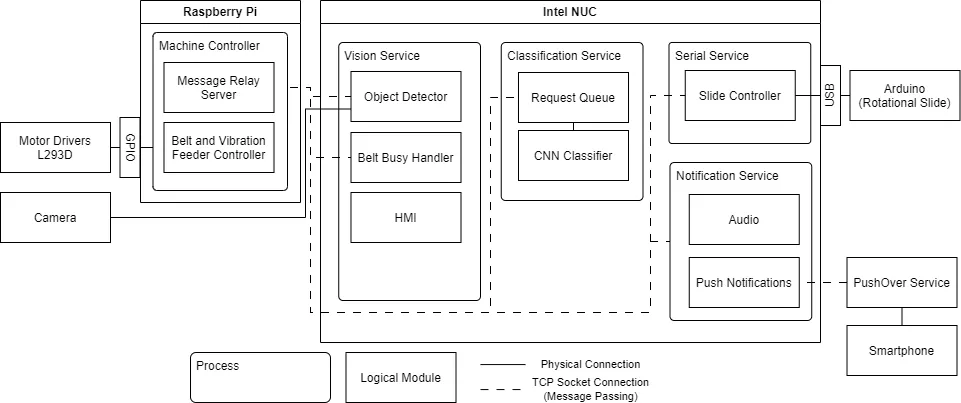 Raspberry Pi
Intel NUC
Machine Controller
Message Relay
Server
Belt and Vibration
Feeder Controller
Motor Drivers
L293D
GPIO
Camera
Vision Service
Object Detector
Belt Busy Handler
HMI
Classification Service
Request Queue
CNN Classifier
Serial Service
Slide Controller
USB
Arduino
(Rotational Slide)
Notification Service
Audio
Push Notifications
PushOver Service
Smartphone
Process
Logical Module
Physical Connection
TCP Socket Connection
(Message Passing)